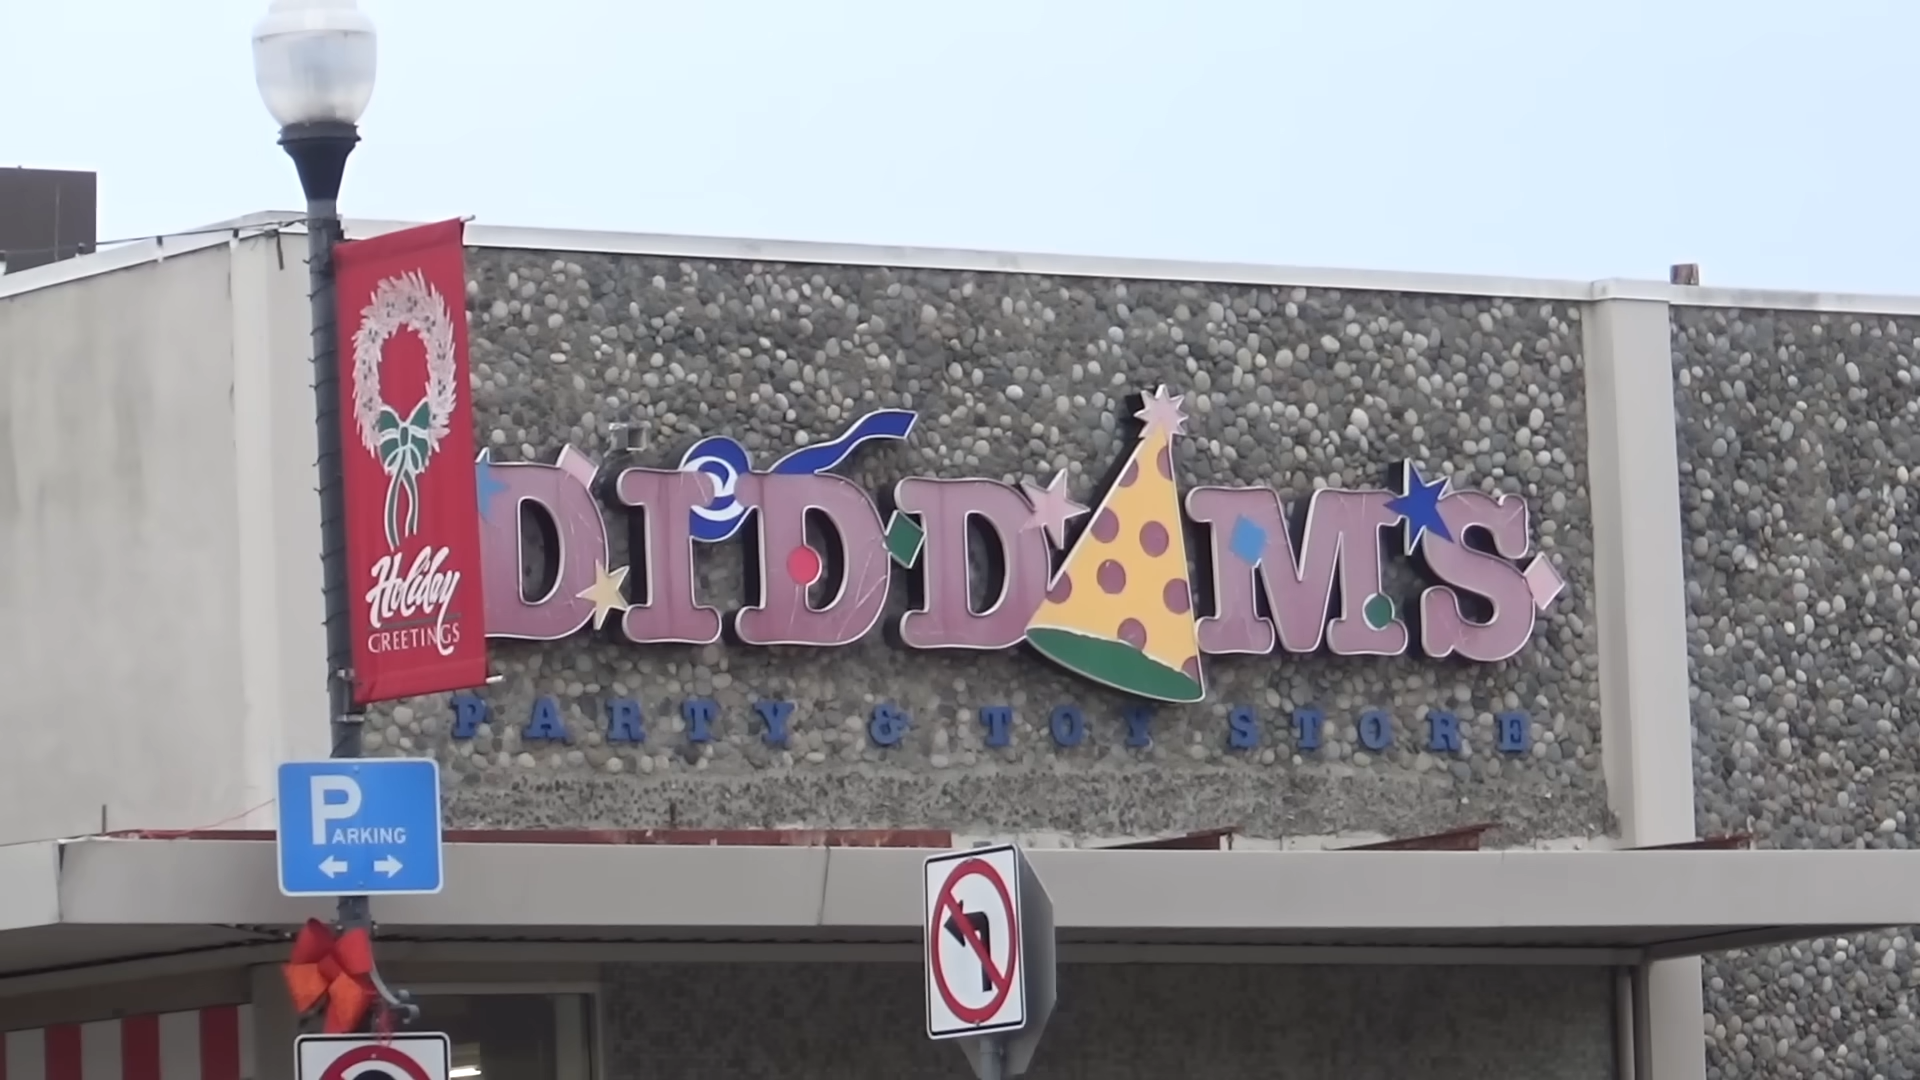 Holiday
GREETINGS
DIDDAMS
PARTY & TOY STORE
P
PARKING